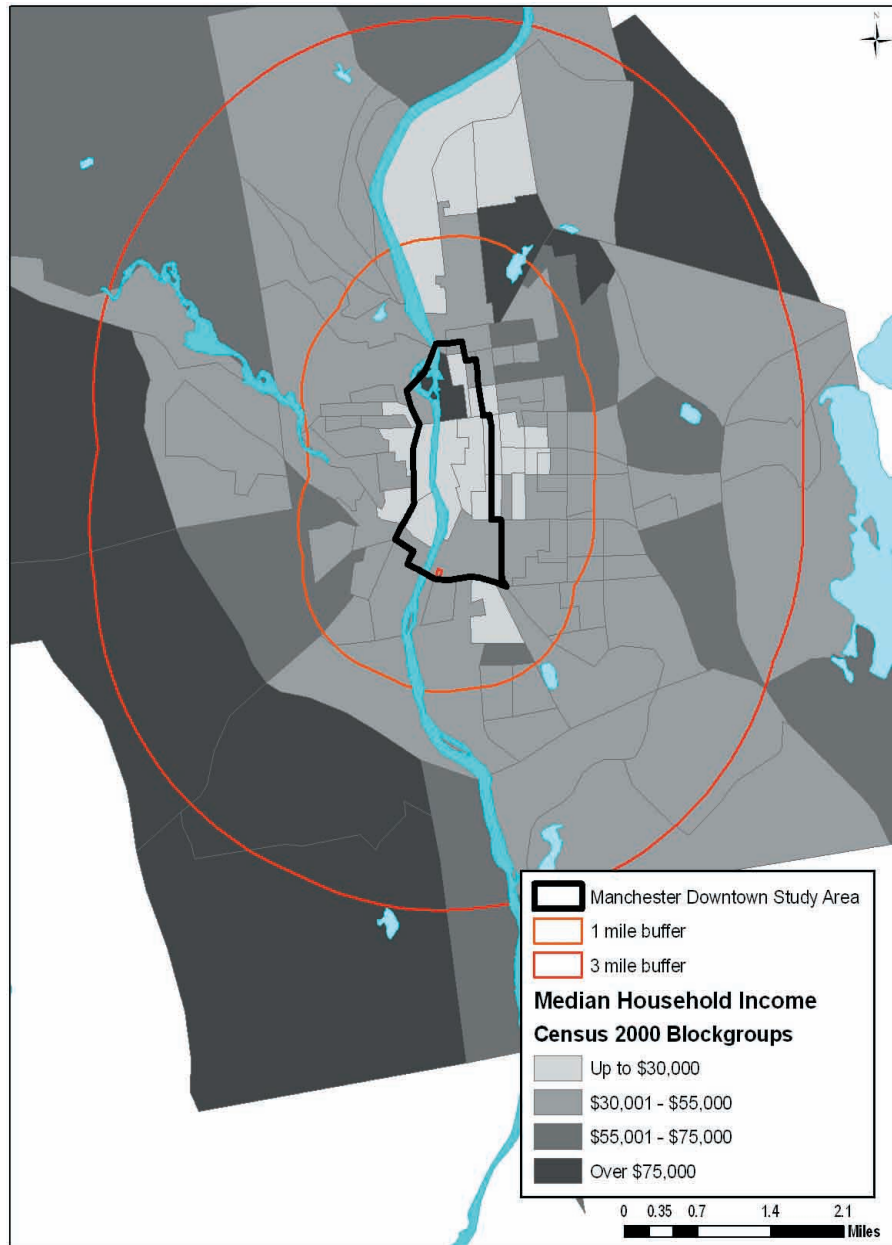 N
Manchester Downtown Study Area
1 mile buffer
3 mile buffer
Median Household Income
Census 2000 Blockgroups
Up to $30,000
$30,001 - $55,000
$55,001 - $75,000
Over $75,000
0 0.35 0.7 1.4 2.1
Miles